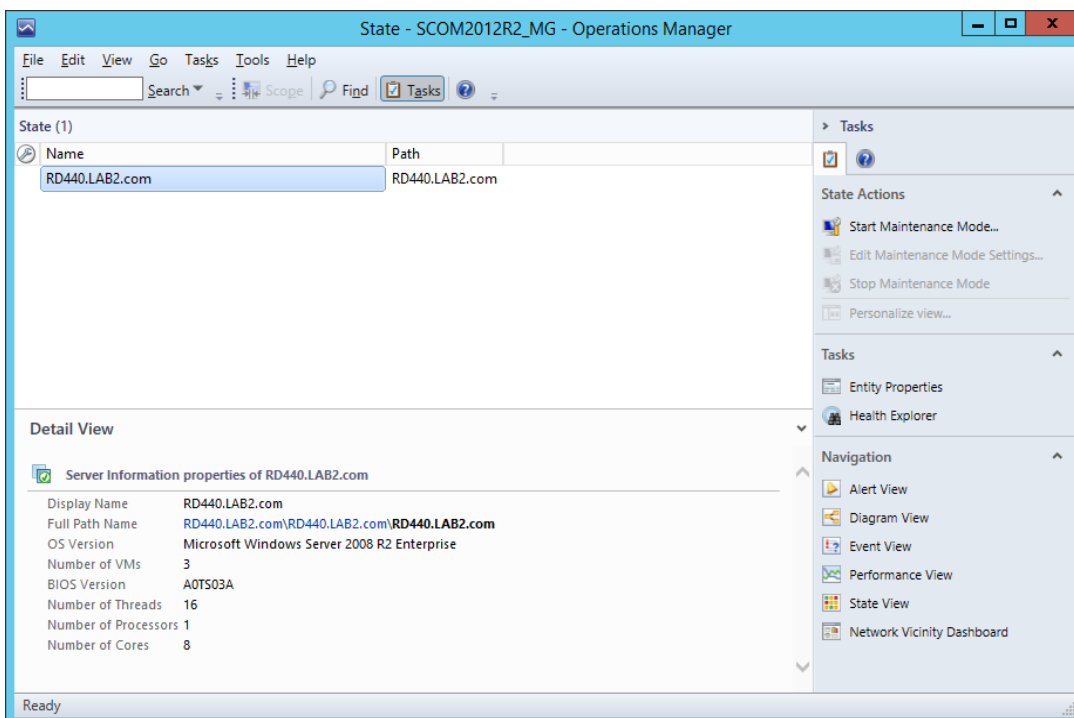 State - SCOM2012R2_MG - Operations Manager
File Edit View Go Tasks Tools Help
Search Scope Find Tasks
State (1)
Name Path
RD440.LAB2.com RD440.LAB2.com
Detail View
Server Information properties of RD440.LAB2.com
Display Name RD440.LAB2.com
Full Path Name RD440.LAB2.com\RD440.LAB2.com\RD440.LAB2.com
OS Version Microsoft Windows Server 2008 R2 Enterprise
Number of VMs 3
BIOS Version A0TS03A
Number of Threads 16
Number of Processors 1
Number of Cores 8
Tasks
State Actions
Start Maintenance Mode...
Edit Maintenance Mode Settings...
Stop Maintenance Mode
Personalize view...
Tasks
Entity Properties
Health Explorer
Navigation
Alert View
Diagram View
Event View
Performance View
State View
Network Vicinity Dashboard
Ready